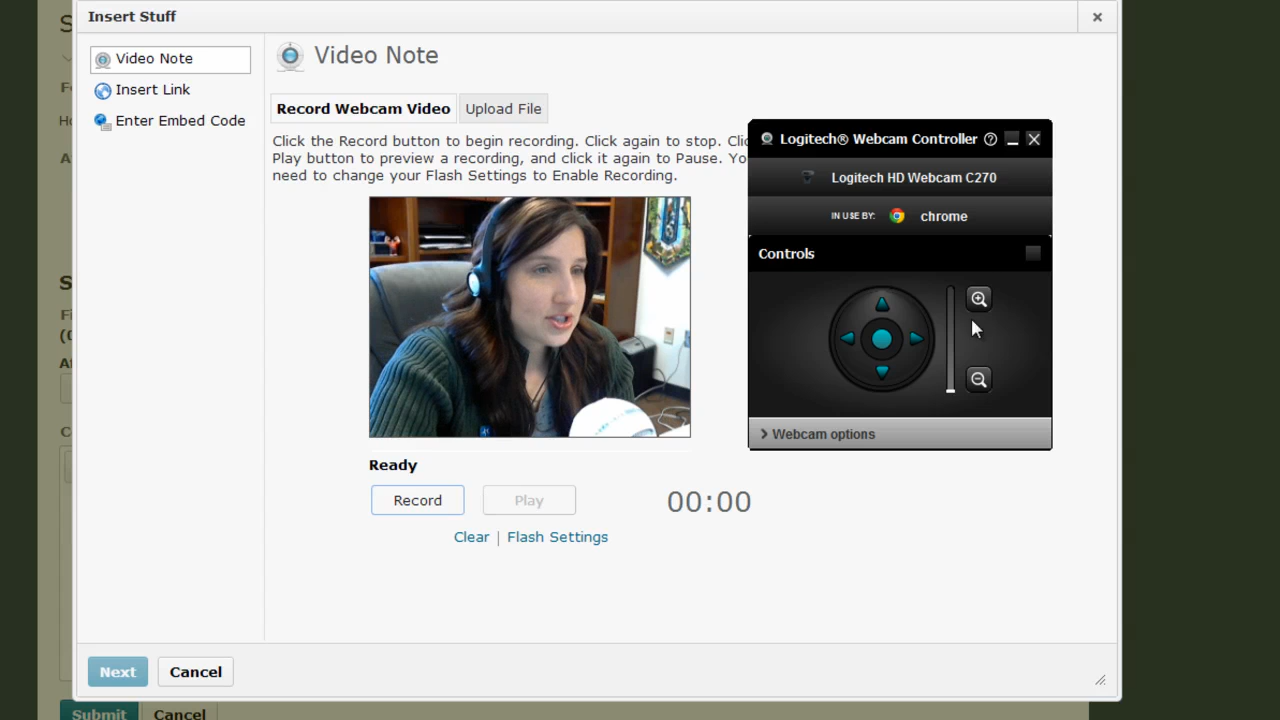 Insert Stuff
Video Note
Insert Link
Enter Embed Code
Video Note
Record Webcam Video
Upload File
Click the Record button to begin recording. Click again to stop. Clic
Play button to preview a recording, and click it again to Pause. Yo
need to change your Flash Settings to Enable Recording.
Logitech® Webcam Controller
Logitech HD Webcam C270
IN USE BY: chrome
Controls
Webcam options
Ready
Record
Play
00:00
Clear | Flash Settings
Next
Cancel
Submit
Cancel